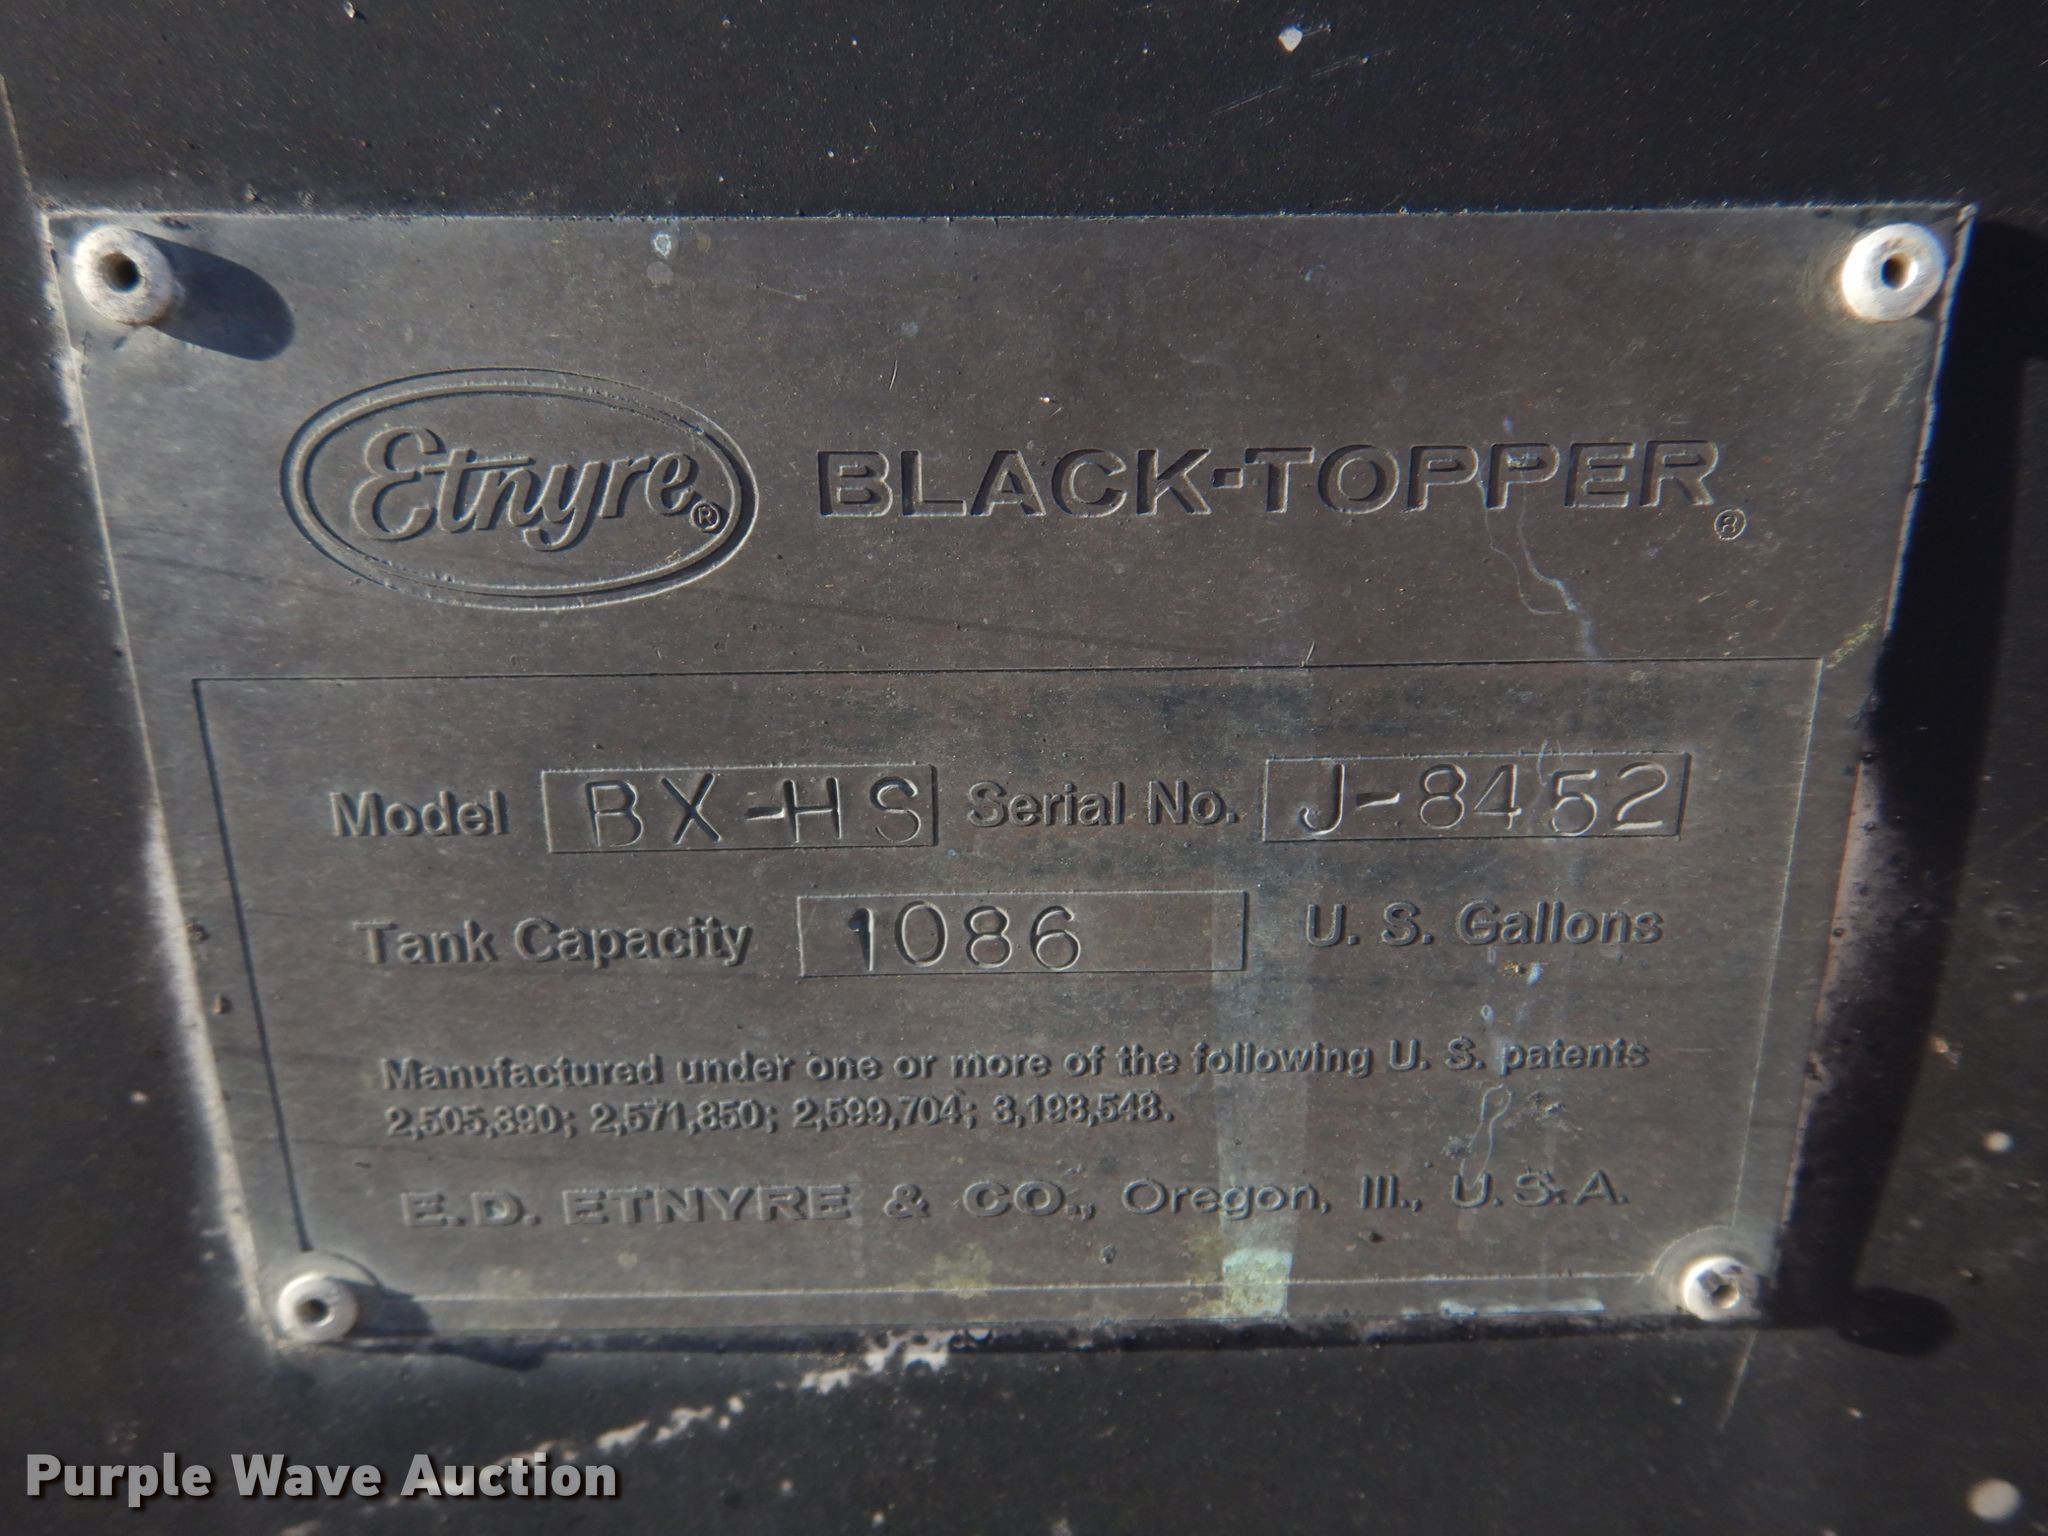 Etnyre® BLACK-TOPPER®
Model BX-HS Serial No. J-8452
Tank Capacity 1086 U. S. Gallons
Manufactured under one or more of the following U. S. patents
2,505,390; 2,571,850; 2,599,704; 3,198,548.
E.D. ETNYRE & CO., Oregon, Ill., U.S.A.
Purple Wave Auction